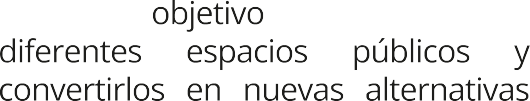 objetivo
diferentes espacios públicos y
convertirlos en nuevas alternativas